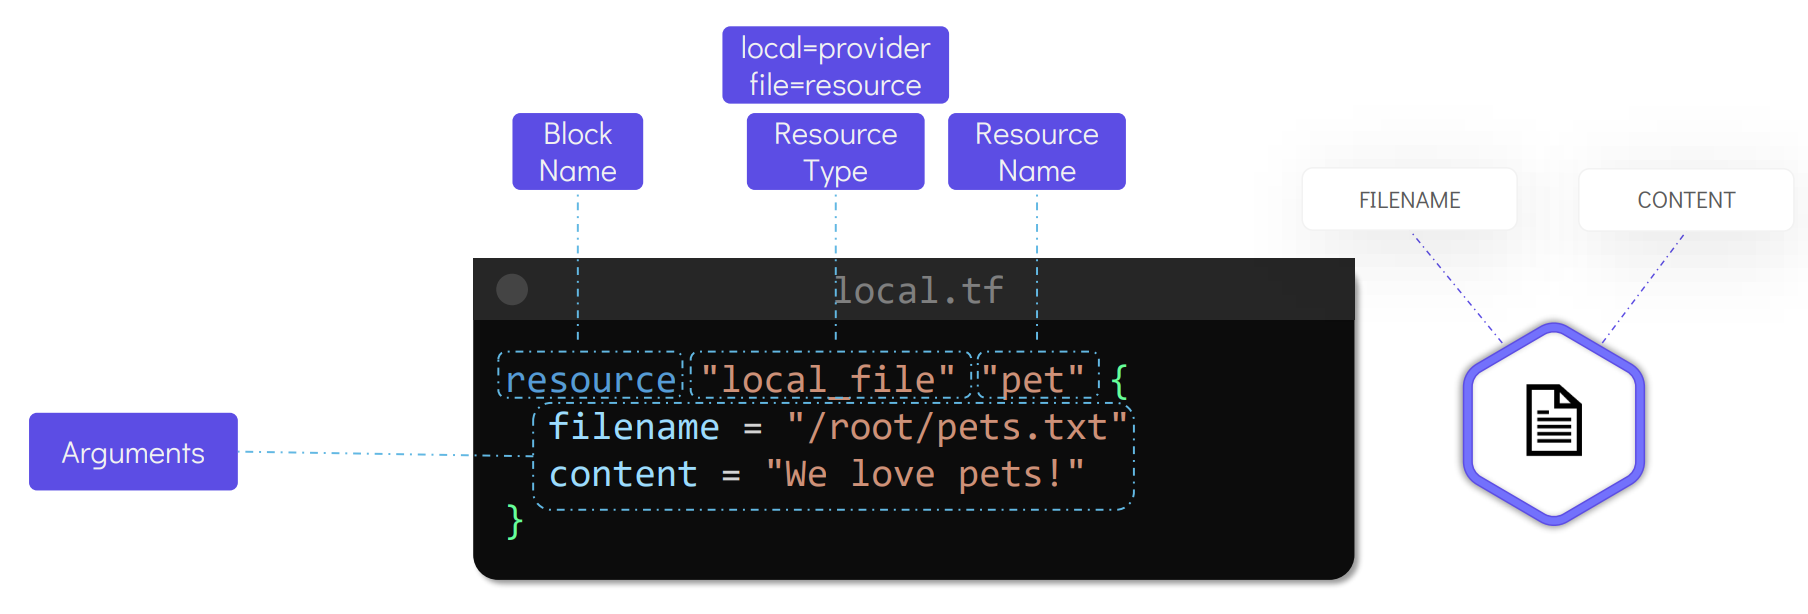 local=provider
file=resource
Block
Name
Resource
Type
Resource
Name
FILENAME
CONTENT
local.tf
resource "local_file" "pet" {
filename = "/root/pets.txt"
content = "We love pets!"
}
Arguments